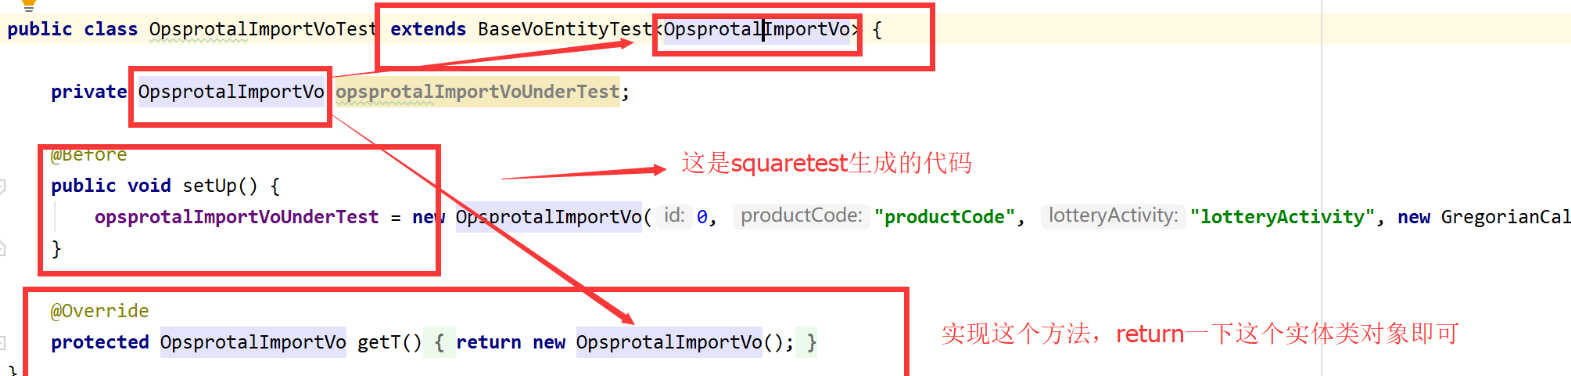 public class OpsprotalImportVoTest extends BaseVoEntityTest<OpsprotalImportVo> {
private OpsprotalImportVo opsprotalImportVoUnderTest;
@Before
这是squaretest生成的代码
public void setUp() {
opsprotalImportVoUnderTest = new OpsprotalImportVo( id: 0, productCode: "productCode", lotteryActivity: "lotteryActivity", new GregorianCal
}
@Override
protected OpsprotalImportVo getT() { return new OpsprotalImportVo(); }
实现这个方法，return一下这个实体类对象即可
}